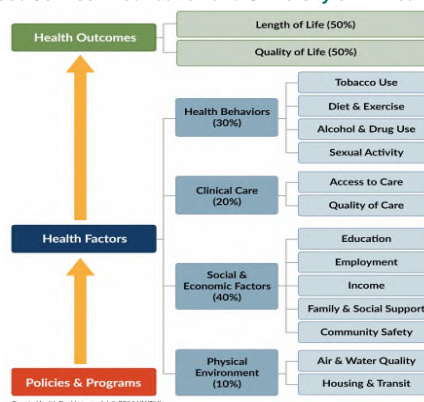 Health Outcomes
Length of Life (50%)
Quality of Life (50%)
Health Factors
Health Behaviors
(30%)
Tobacco Use
Diet & Exercise
Alcohol & Drug Use
Sexual Activity
Clinical Care
(20%)
Access to Care
Quality of Care
Social &
Economic Factors
(40%)
Education
Employment
Income
Family & Social Support
Community Safety
Physical
Environment
(10%)
Air & Water Quality
Housing & Transit
Policies & Programs